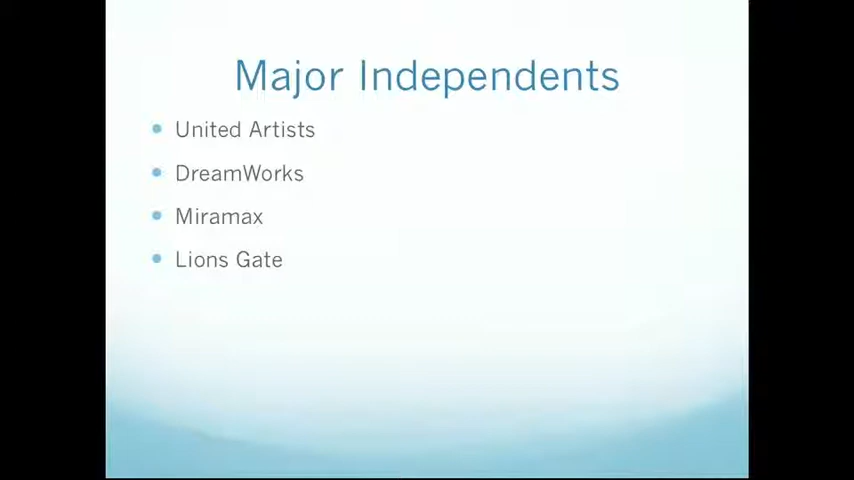 Major Independents
United Artists
DreamWorks
Miramax
Lions Gate